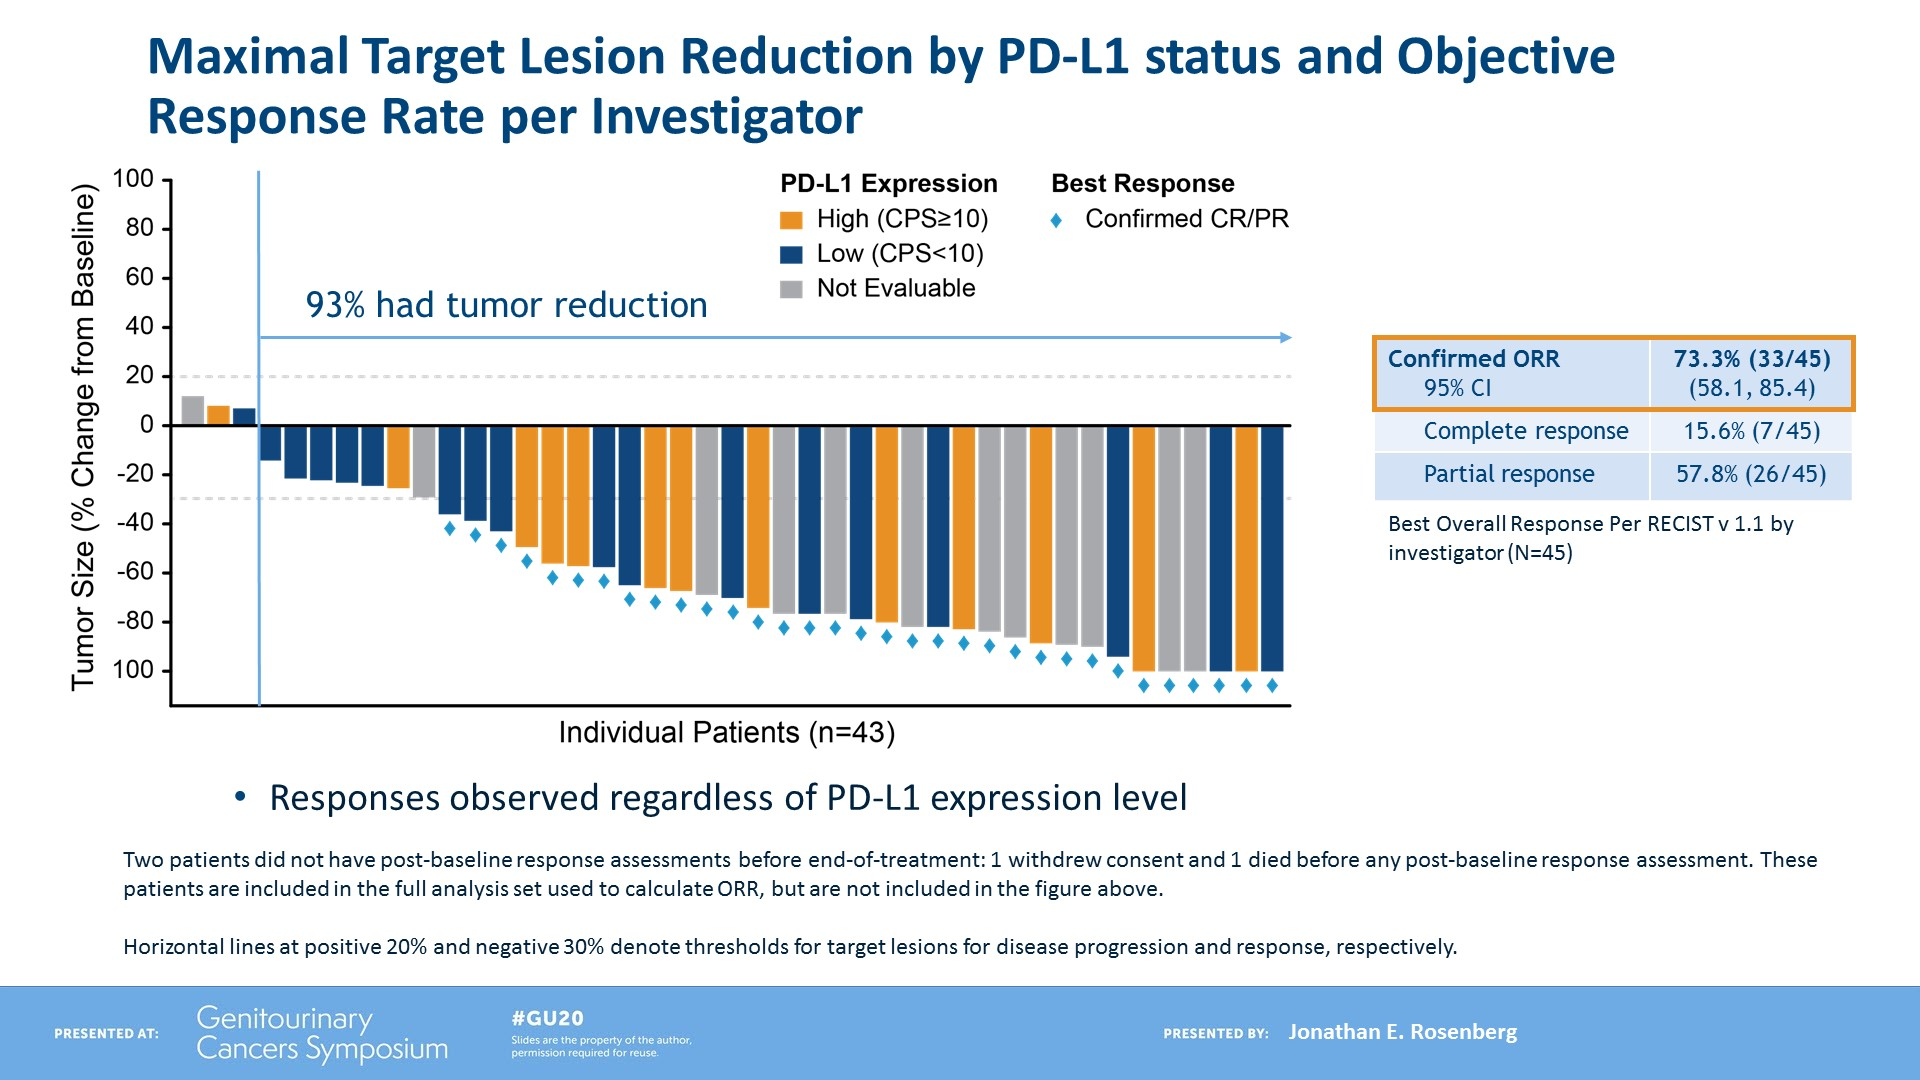 Maximal Target Lesion Reduction by PD-L1 status and Objective
Response Rate per Investigator
Tumor Size (% Change from Baseline)
100
80
60
40
20
0
-20
-40
-60
-80
100
PD-L1 Expression
High (CPS≥10)
Low (CPS<10)
Not Evaluable
Best Response
Confirmed CR/PR
93% had tumor reduction
Individual Patients (n=43)
Confirmed ORR 73.3% (33/45)
95% CI (58.1, 85.4)
Complete response 15.6% (7/45)
Partial response 57.8% (26/45)
Best Overall Response Per RECIST v 1.1 by
investigator (N=45)
• Responses observed regardless of PD-L1 expression level
Two patients did not have post-baseline response assessments before end-of-treatment: 1 withdrew consent and 1 died before any post-baseline response assessment. These
patients are included in the full analysis set used to calculate ORR, but are not included in the figure above.
Horizontal lines at positive 20% and negative 30% denote thresholds for target lesions for disease progression and response, respectively.
PRESENTED AT:
Genitourinary
Cancers Symposium
#GU20
Slides are the property of the author,
permission required for reuse.
PRESENTED BY: Jonathan E. Rosenberg